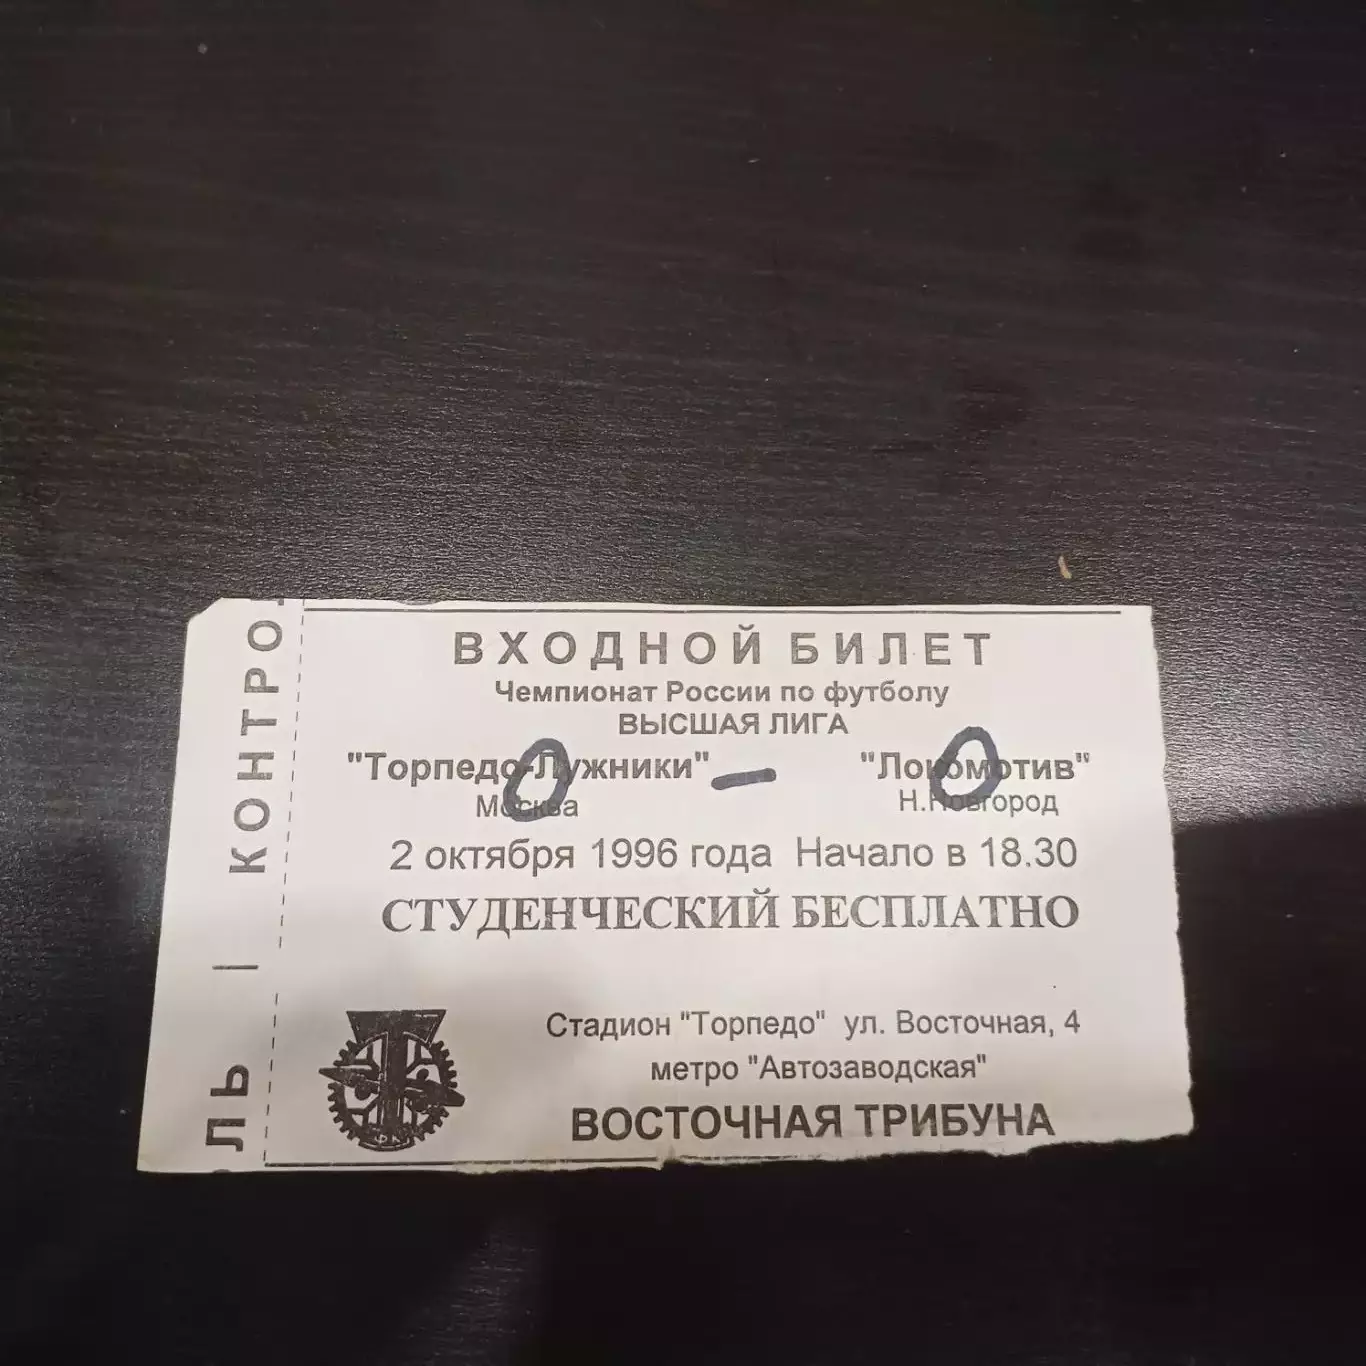 КОНТРО
ЛЬ |
ВХОДНОЙ БИЛЕТ
Чемпионат России по футболу
ВЫСШАЯ ЛИГА
"Торпедо-Лужники" — "Локомотив"
Москва Н.Новгород
0 0
2 октября 1996 года Начало в 18.30
СТУДЕНЧЕСКИЙ БЕСПЛАТНО
Стадион "Торпедо" ул. Восточная, 4
метро "Автозаводская"
ВОСТОЧНАЯ ТРИБУНА